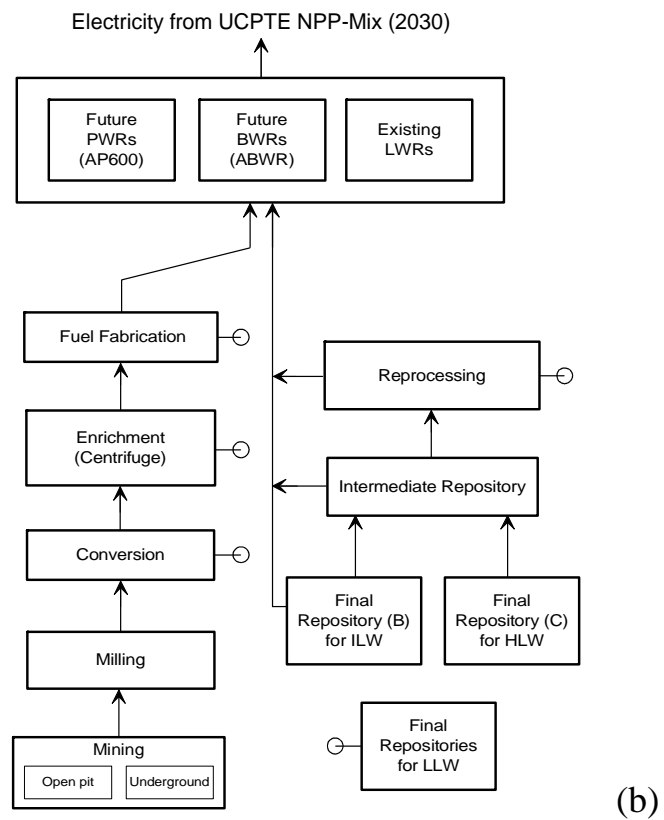 Electricity from UCPTE NPP-Mix (2030)
Future
PWRs
(AP600)
Future
BWRs
(ABWR)
Existing
LWRs
Fuel Fabrication
Reprocessing
Enrichment
(Centrifuge)
Intermediate Repository
Conversion
Final
Repository (B)
for ILW
Final
Repository (C)
for HLW
Milling
Final
Repositories
for LLW
Mining
Open pit
Underground
(b)